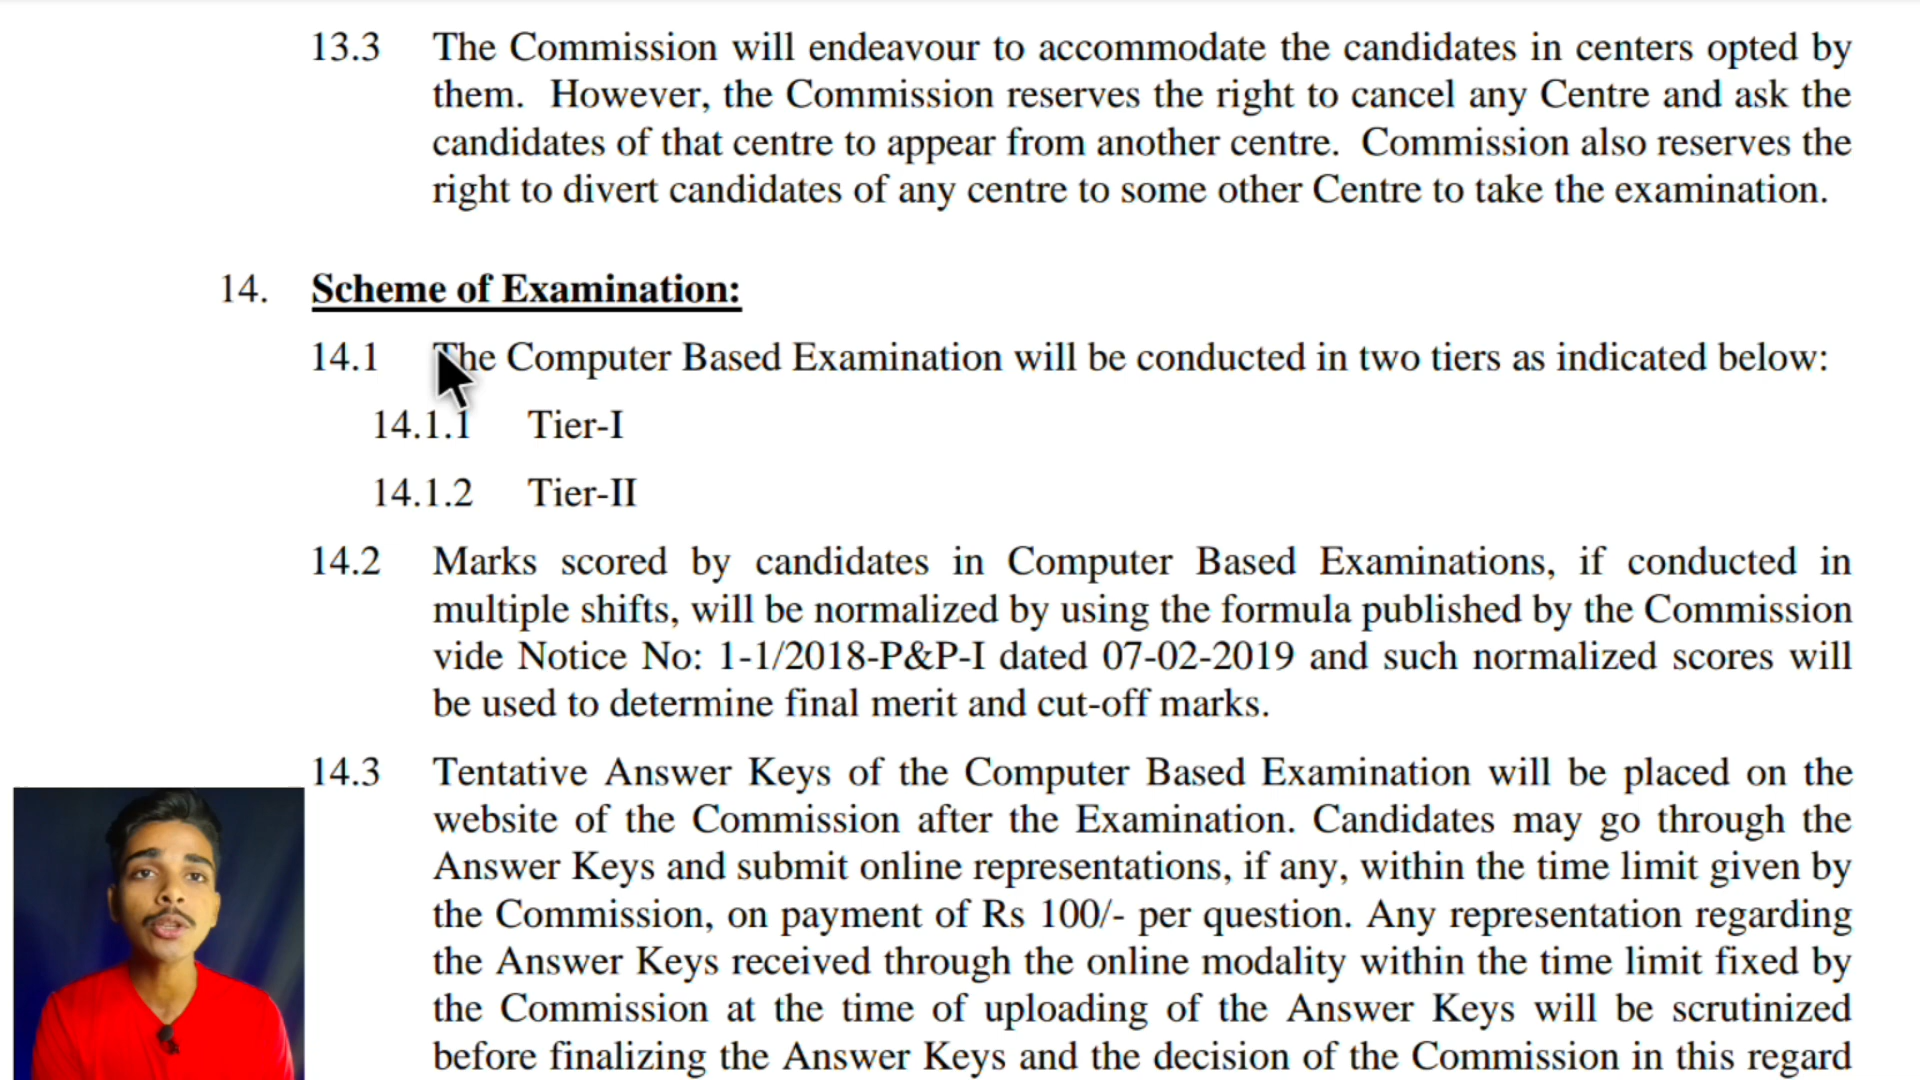 13.3 The Commission will endeavour to accommodate the candidates in centers opted by
them. However, the Commission reserves the right to cancel any Centre and ask the
candidates of that centre to appear from another centre. Commission also reserves the
right to divert candidates of any centre to some other Centre to take the examination.
14. Scheme of Examination:
14.1 The Computer Based Examination will be conducted in two tiers as indicated below:
14.1.1 Tier-I
14.1.2 Tier-II
14.2 Marks scored by candidates in Computer Based Examinations, if conducted in
multiple shifts, will be normalized by using the formula published by the Commission
vide Notice No: 1-1/2018-P&P-I dated 07-02-2019 and such normalized scores will
be used to determine final merit and cut-off marks.
14.3 Tentative Answer Keys of the Computer Based Examination will be placed on the
website of the Commission after the Examination. Candidates may go through the
Answer Keys and submit online representations, if any, within the time limit given by
the Commission, on payment of Rs 100/- per question. Any representation regarding
the Answer Keys received through the online modality within the time limit fixed by
the Commission at the time of uploading of the Answer Keys will be scrutinized
before finalizing the Answer Keys and the decision of the Commission in this regard